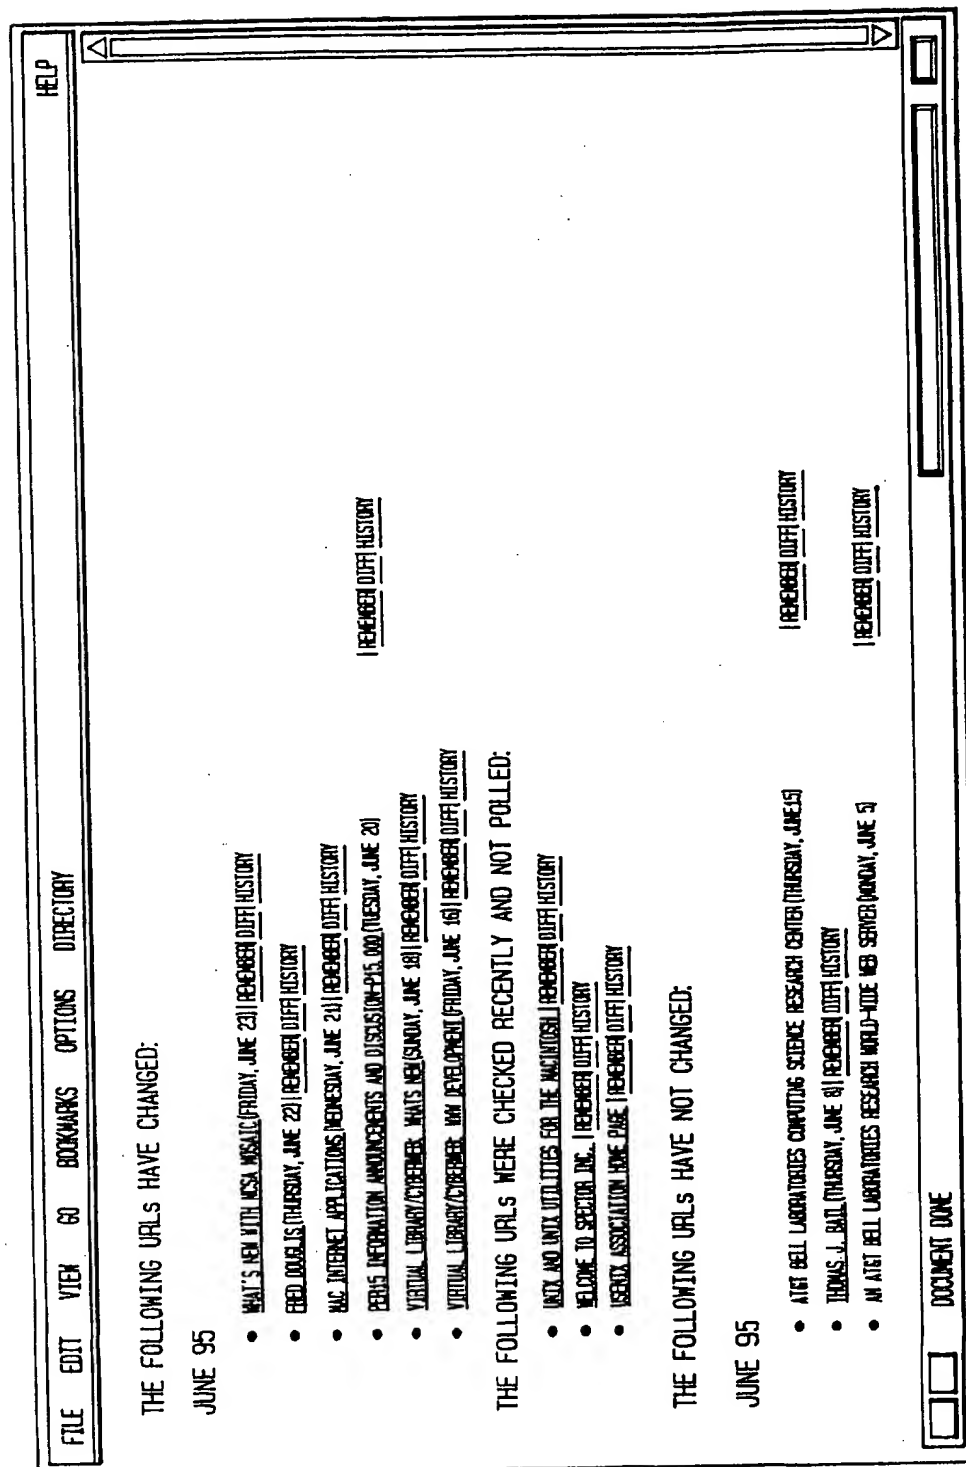 FILE EDIT VIEW GO BOOKMARKS OPTIONS DIRECTORY HELP
THE FOLLOWING URLs HAVE CHANGED:
JUNE 95
• WHAT'S NEW WITH NCSA MOSAIC(FRIDAY, JUNE 23)|REMEMBER|DIFF|HISTORY
• FRED DOUGLIS(THURSDAY, JUNE 22)|REMEMBER|DIFF|HISTORY
• MAC INTERNET APPLICATIONS(WEDNESDAY, JUNE 21)|REMEMBER|DIFF|HISTORY
• PERL5 INFORMATION ANNOUNCEMENTS AND DISCUSTION-P15.000(TUESDAY, JUNE 20) |REMEMBER|DIFF|HISTORY
• VIRTUAL LIBRARY/CYBERWEB: WHATS NEW(SUNDAY, JUNE 18)|REMEMBER|DIFF|HISTORY
• VIRTUAL LIBRARY/CYBERWEB: WWW DEVELOPMENT(FRIDAY, JUNE 16)|REMEMBER|DIFF|HISTORY
THE FOLLOWING URLs WERE CHECKED RECENTLY AND NOT POLLED:
• UNIX AND UNIX UTILITIES FOR THE MACINTOSH |REMEMBER|DIFF|HISTORY
• WELCOME TO SPECTOR INC. |REMEMBER|DIFF|HISTORY
• USENIX ASSOCIATION HOME PAGE |REMEMBER|DIFF|HISTORY
THE FOLLOWING URLs HAVE NOT CHANGED:
JUNE 95
• AT&T BELL LABORATORIES COMPUTING SCIENCE RESEARCH CENTER(THURSDAY, JUNE15) |REMEMBER|DIFF|HISTORY
• THOMAS. J. BALL(THURSDAY, JUNE 8)|REMEMBER|DIFF|HISTORY
• AN AT&T BELL LABORATORIES RESEARCH WORLD-WIDE WEB SERVER(MONDAY, JUNE 5) |REMEMBER|DIFF|HISTORY
DOCUMENT DONE